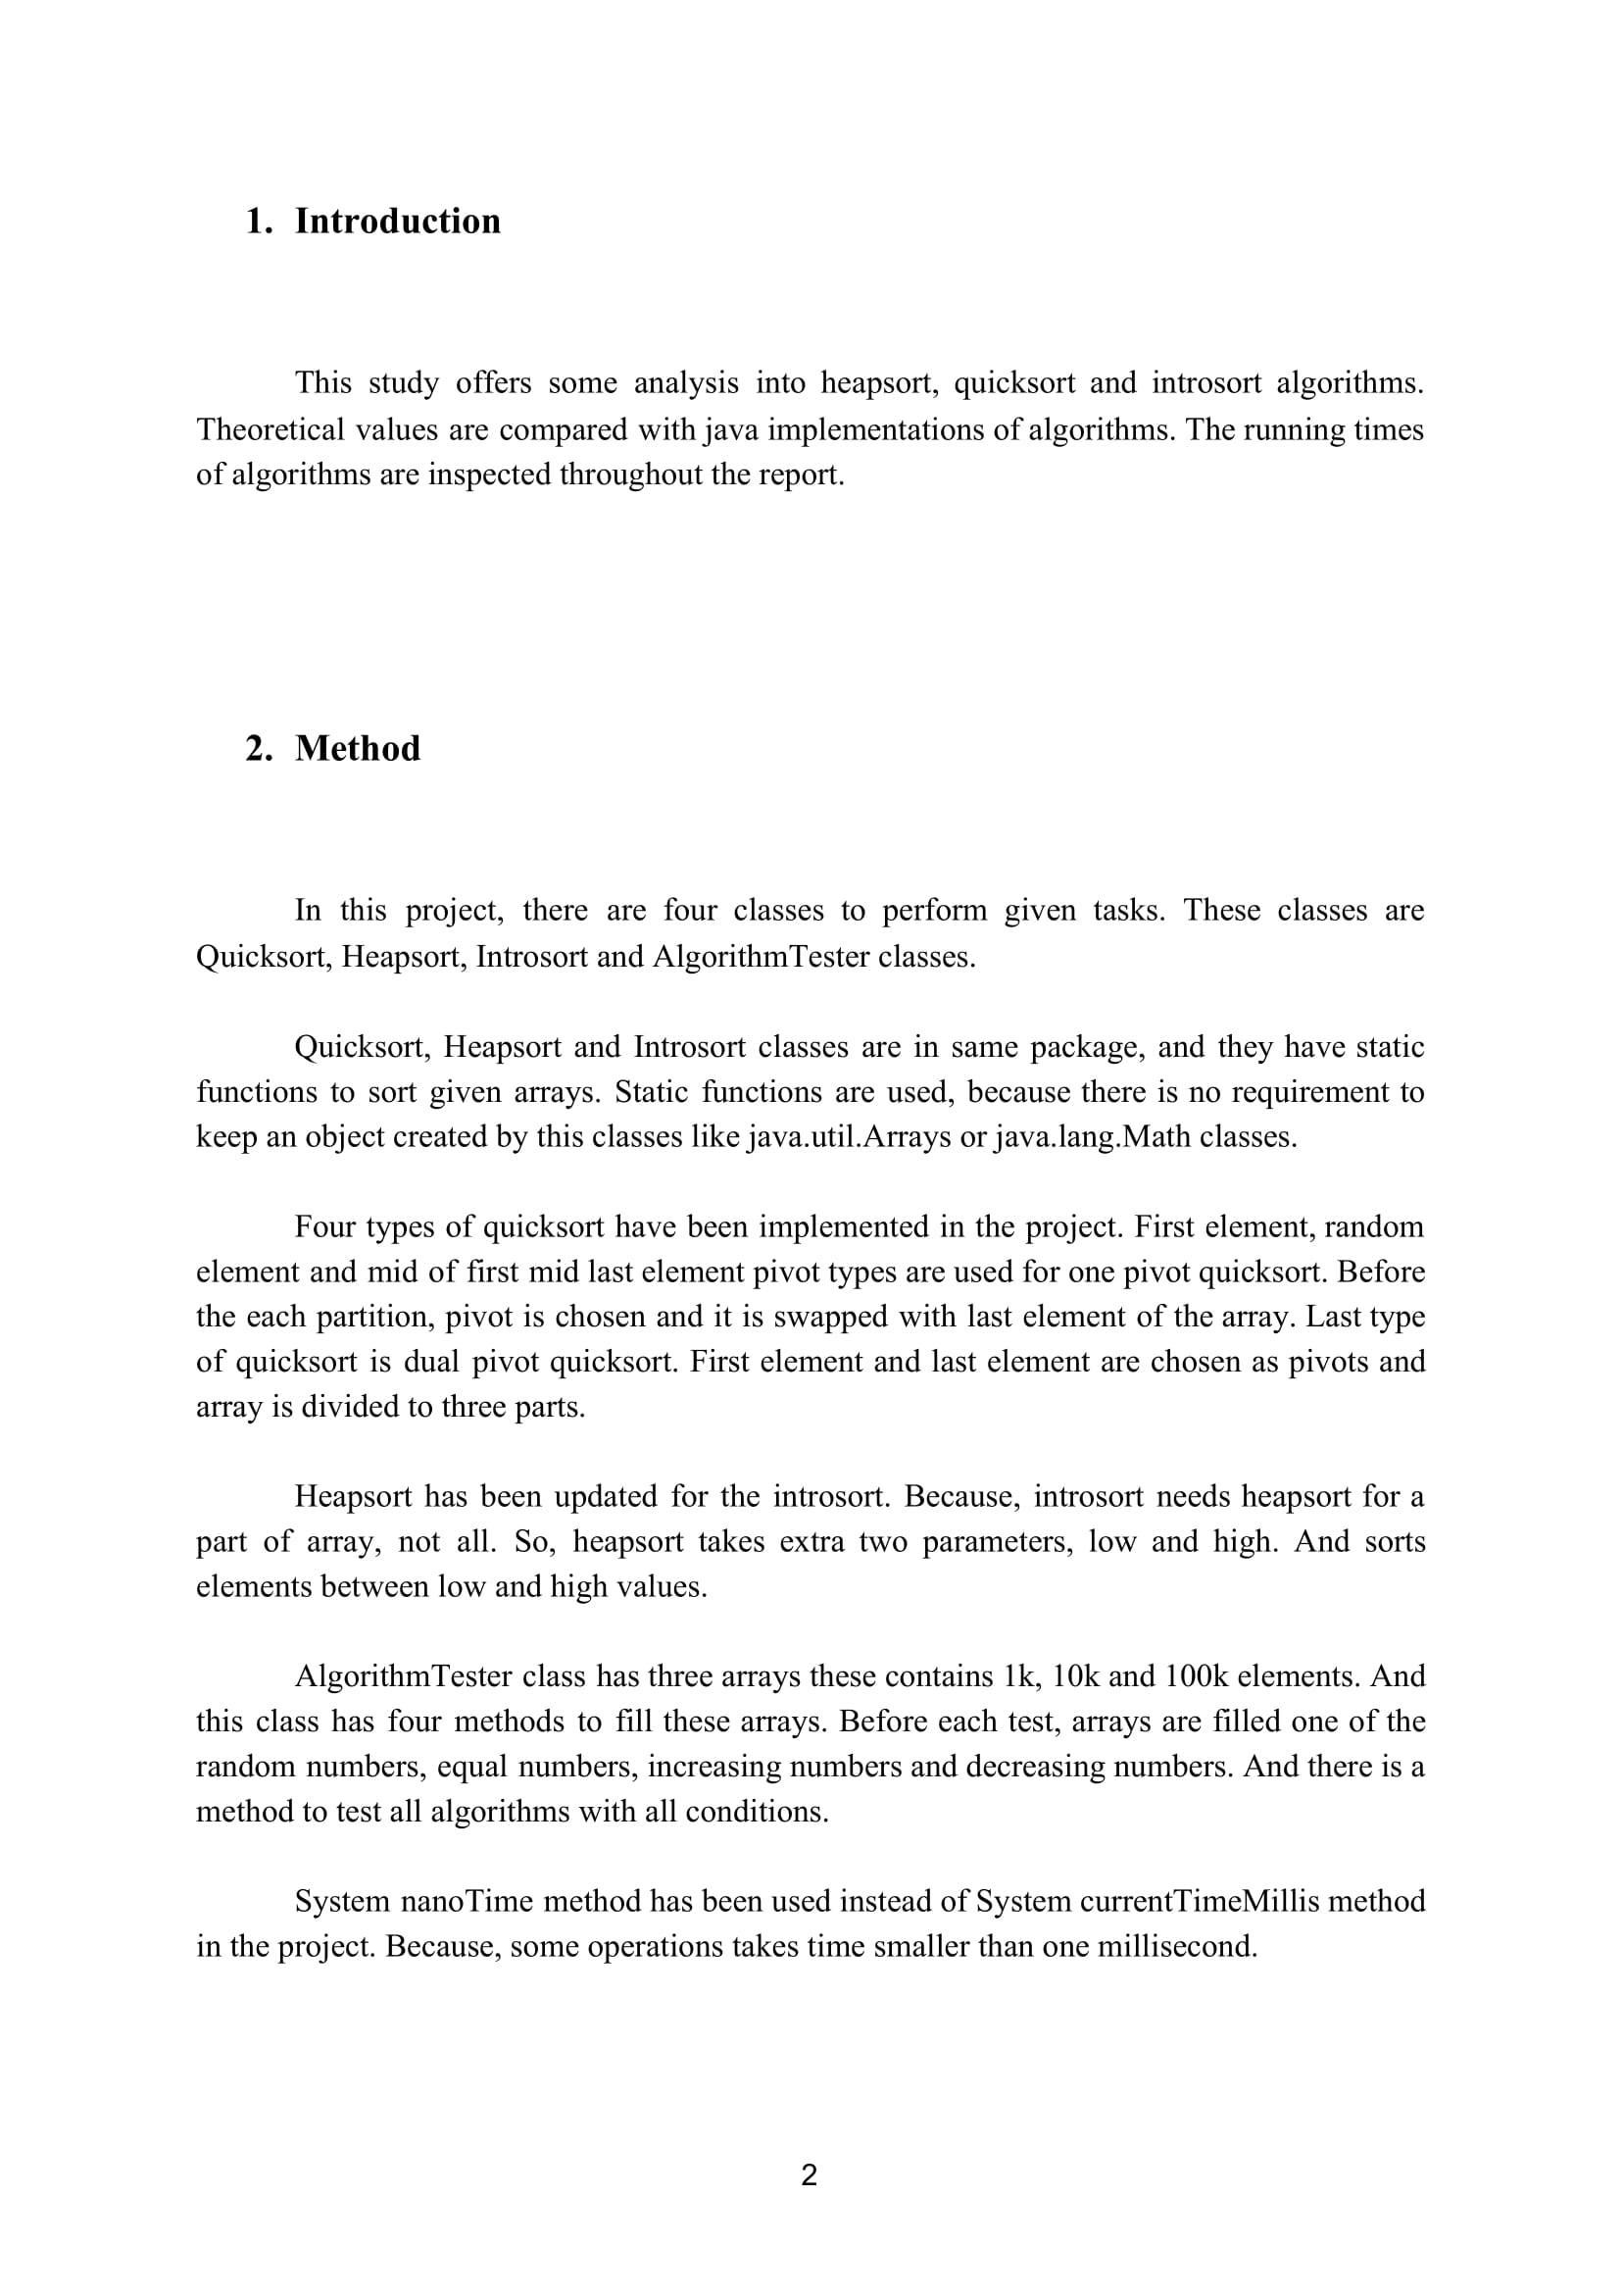 1. Introduction
This study offers some analysis into heapsort, quicksort and introsort algorithms.
Theoretical values are compared with java implementations of algorithms. The running times
of algorithms are inspected throughout the report.
2. Method
In this project, there are four classes to perform given tasks. These classes are
Quicksort, Heapsort, Introsort and AlgorithmTester classes.
Quicksort, Heapsort and Introsort classes are in same package, and they have static
functions to sort given arrays. Static functions are used, because there is no requirement to
keep an object created by this classes like java.util.Arrays or java.lang.Math classes.
Four types of quicksort have been implemented in the project. First element, random
element and mid of first mid last element pivot types are used for one pivot quicksort. Before
the each partition, pivot is chosen and it is swapped with last element of the array. Last type
of quicksort is dual pivot quicksort. First element and last element are chosen as pivots and
array is divided to three parts.
Heapsort has been updated for the introsort. Because, introsort needs heapsort for a
part of array, not all. So, heapsort takes extra two parameters, low and high. And sorts
elements between low and high values.
AlgorithmTester class has three arrays these contains 1k, 10k and 100k elements. And
this class has four methods to fill these arrays. Before each test, arrays are filled one of the
random numbers, equal numbers, increasing numbers and decreasing numbers. And there is a
method to test all algorithms with all conditions.
System nanoTime method has been used instead of System currentTimeMillis method
in the project. Because, some operations takes time smaller than one millisecond.
2